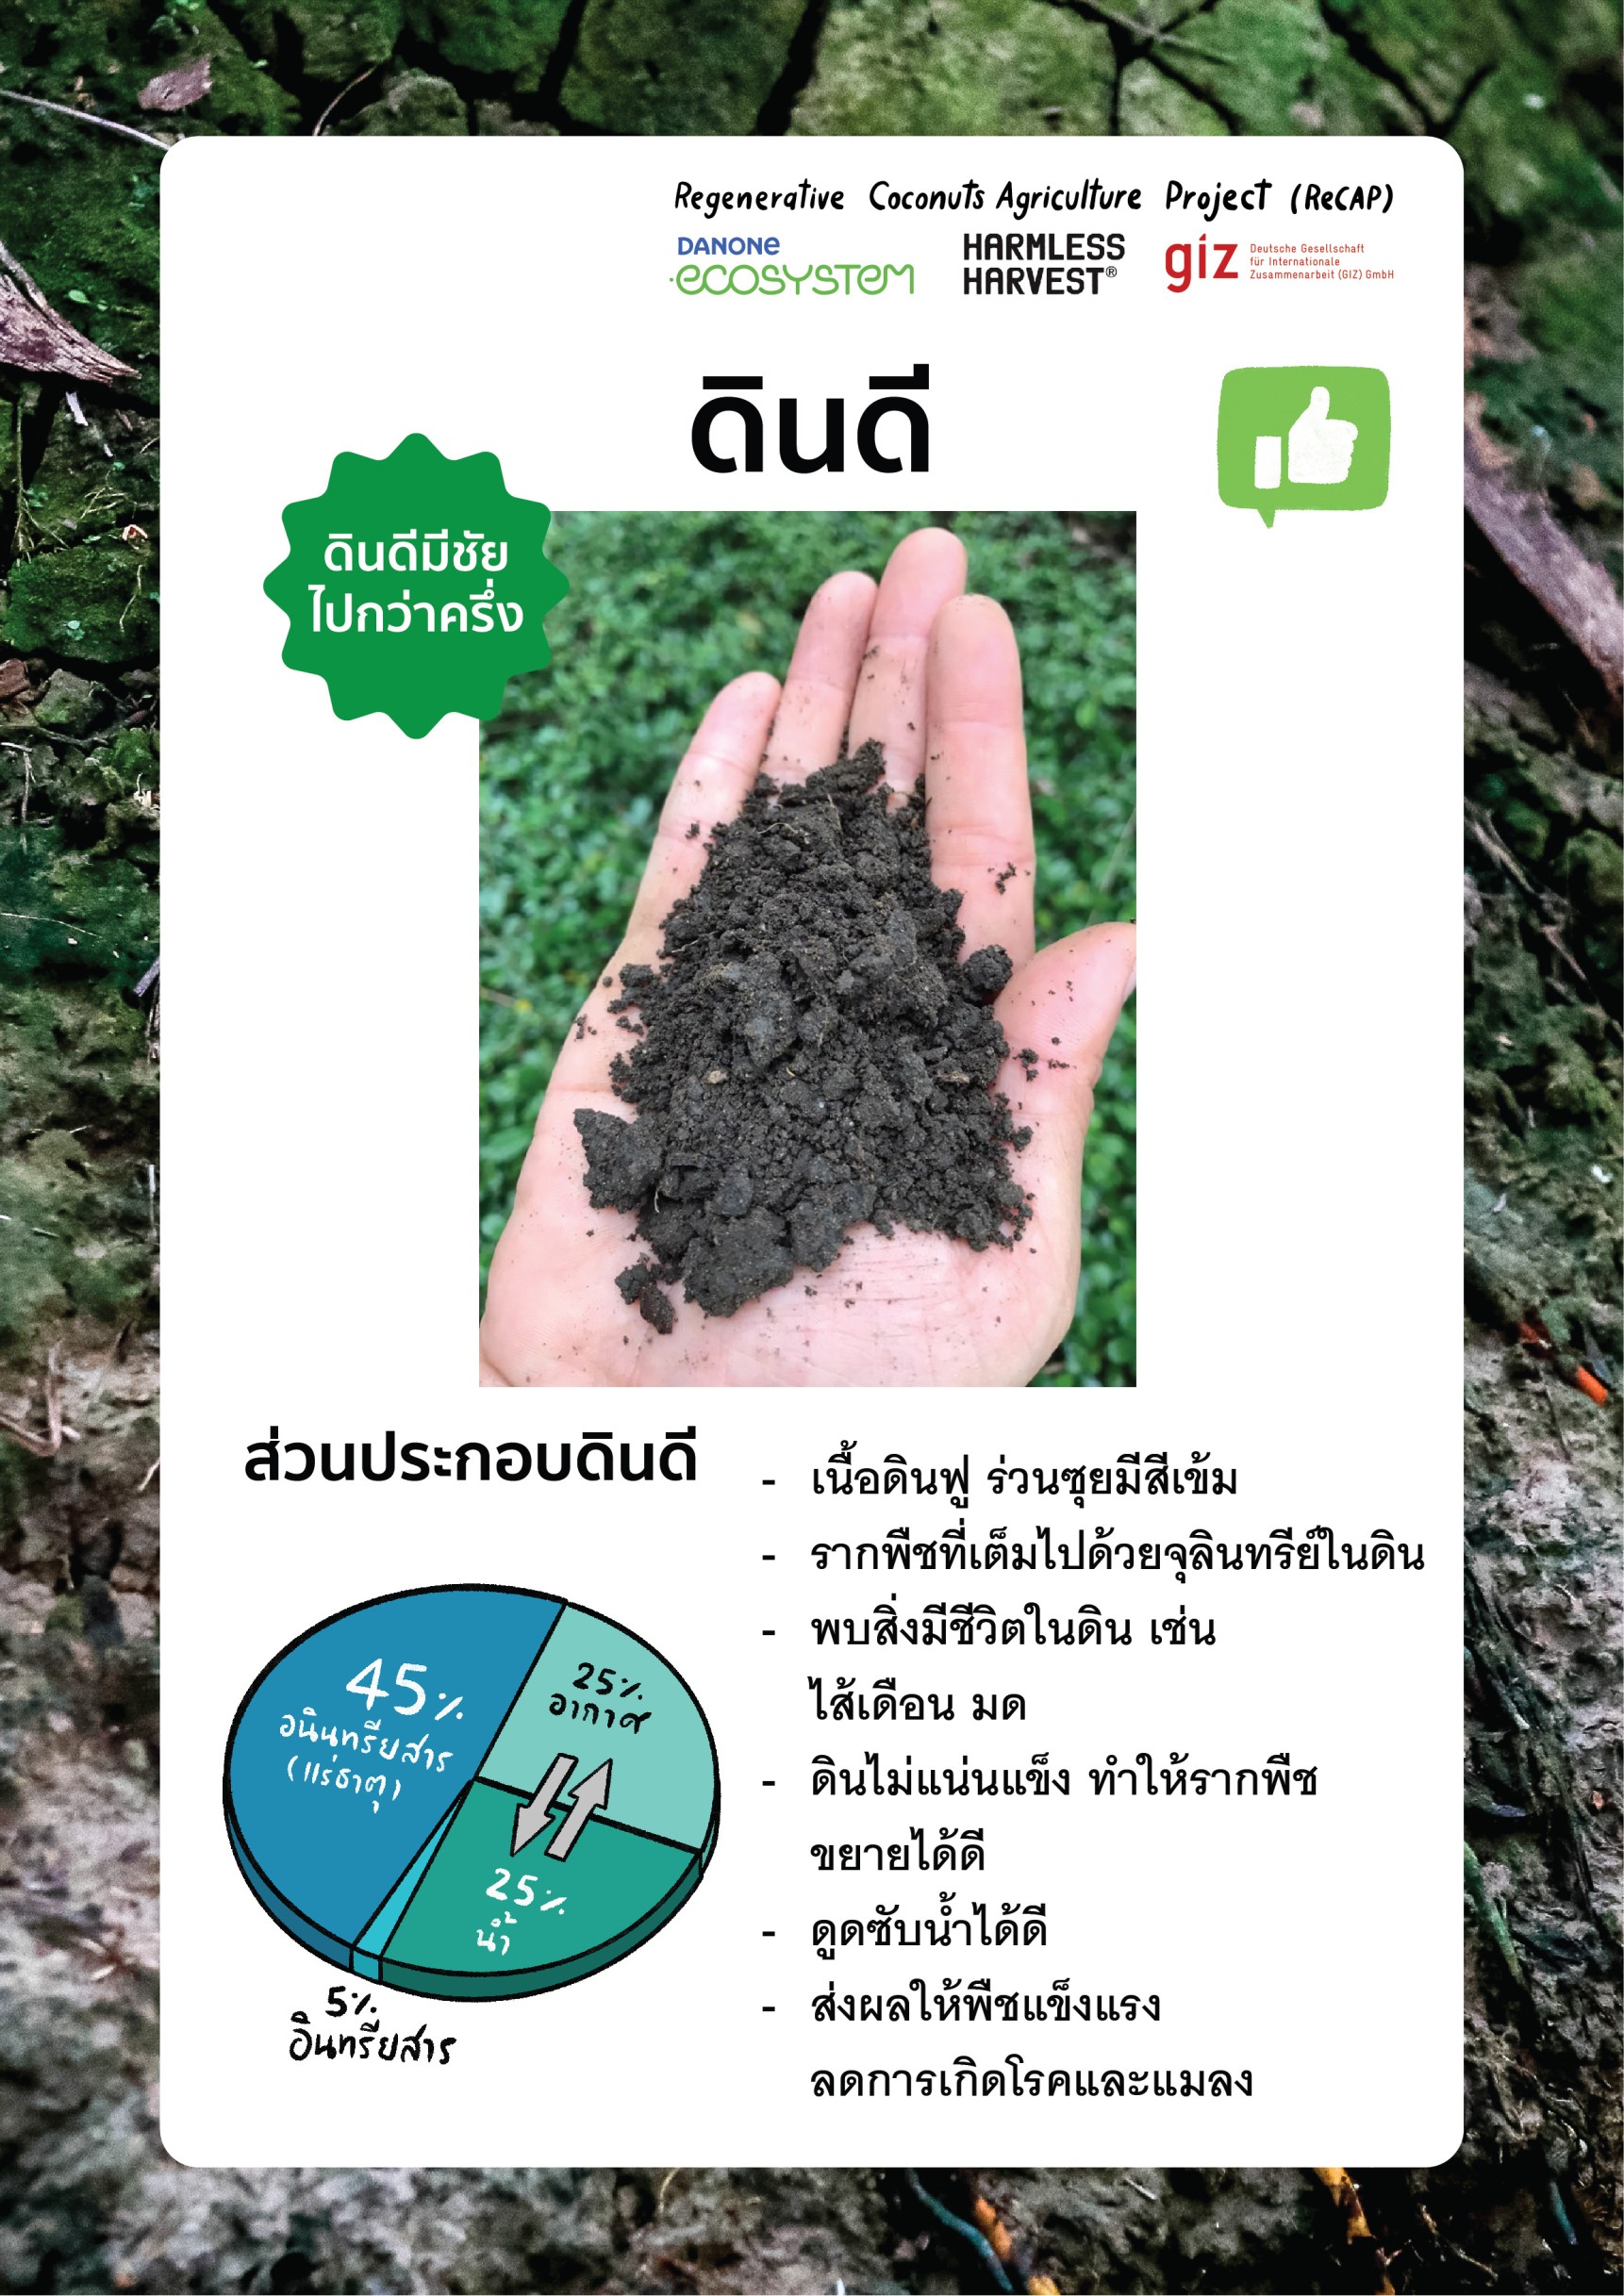 Regenerative Coconuts Agriculture Project (ReCAP)
DANONE
ECOSYSTEM
HARMLESS
HARVEST®
giz
Deutsche Gesellschaft
für Internationale
Zusammenarbeit (GIZ) GmbH
ดินดี
ดินดีมีชัย
ไปกว่าครึ่ง
ส่วนประกอบดินดี
45%
อนินทรียสาร
(แร่ธาตุ)
25%
อากาศ
25%
น้ำ
5%
อินทรียสาร
- เนื้อดินฟู ร่วนซุยมีสีเข้ม
- รากพืชที่เต็มไปด้วยจุลินทรีย์ในดิน
- พบสิ่งมีชีวิตในดิน เช่น
ไส้เดือน มด
- ดินไม่แน่นแข็ง ทำให้รากพืช
ขยายได้ดี
- ดูดซับน้ำได้ดี
- ส่งผลให้พืชแข็งแรง
ลดการเกิดโรคและแมลง